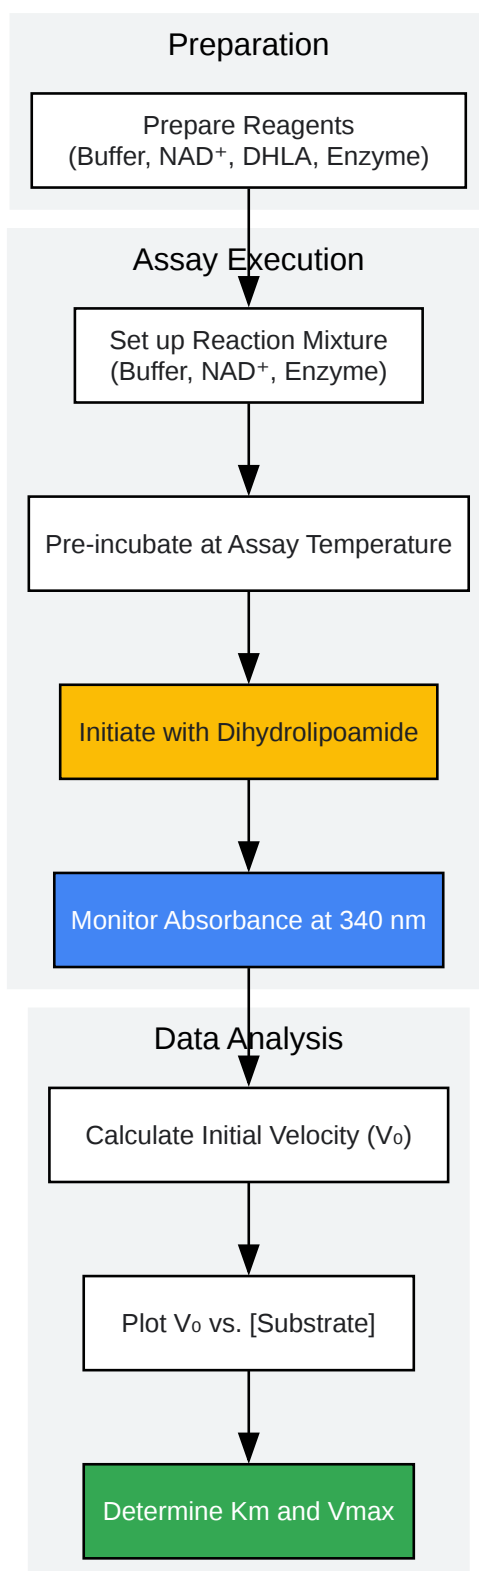 Preparation
Prepare Reagents
(Buffer, NAD⁺, DHLA, Enzyme)
Assay Execution
Set up Reaction Mixture
(Buffer, NAD⁺, Enzyme)
Pre-incubate at Assay Temperature
Initiate with Dihydrolipoamide
Monitor Absorbance at 340 nm
Data Analysis
Calculate Initial Velocity (V₀)
Plot V₀ vs. [Substrate]
Determine Km and Vmax